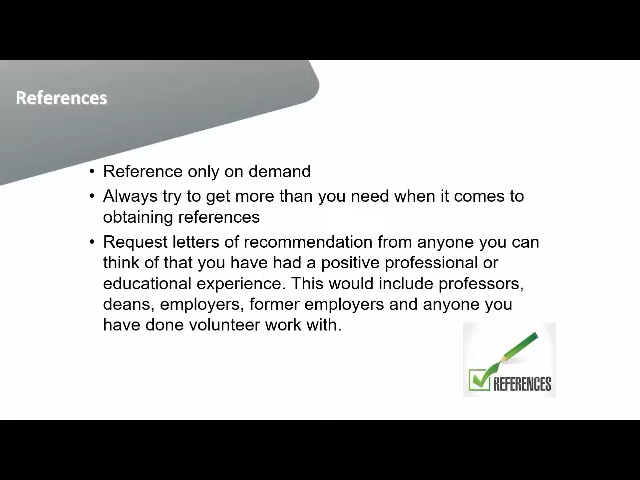 References
• Reference only on demand
• Always try to get more than you need when it comes to
obtaining references
• Request letters of recommendation from anyone you can
think of that you have had a positive professional or
educational experience. This would include professors,
deans, employers, former employers and anyone you
have done volunteer work with.
REFERENCES